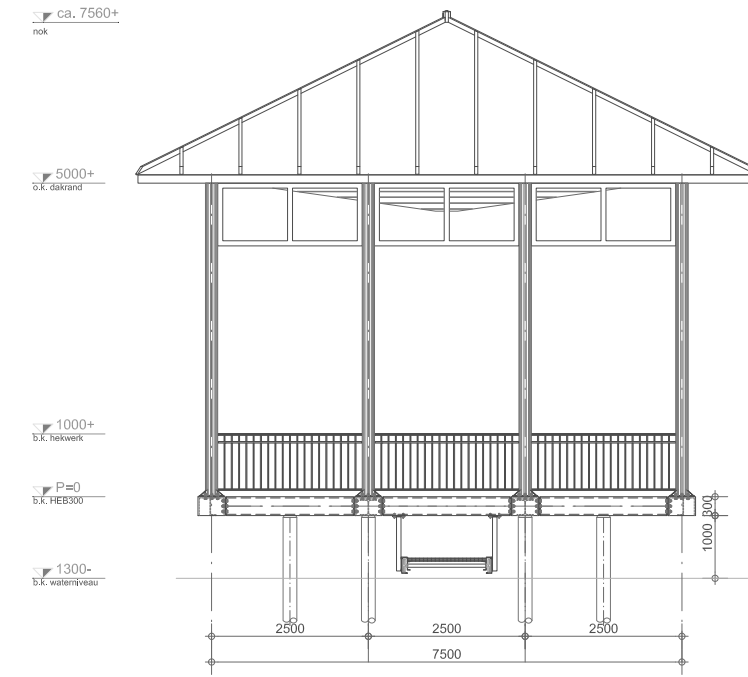 ca. 7560+
nok
5000+
o.k. dakrand
1000+
b.k. hekwerk
P=0
b.k. HEB300
300
1000
1300-
b.k. waterniveau
2500
2500
2500
7500